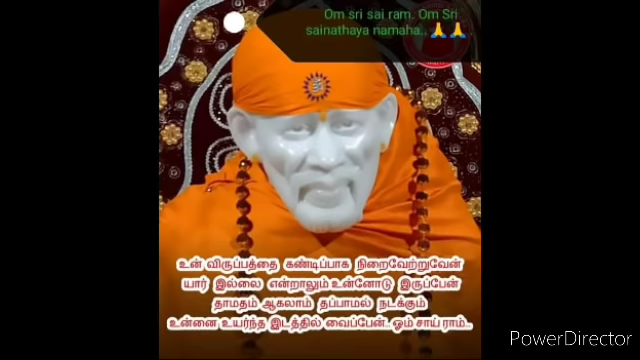 Om sri sai ram. Om Sri
sainathaya namaha.. 🙏🙏
உன் விருப்பத்தை கண்டிப்பாக நிறைவேற்றுவேன்
யார் இல்லை என்றாலும் உன்னோடு இருப்பேன்
தாமதம் ஆகலாம் தப்பாமல் நடக்கும்
உன்னை உயர்ந்த இடத்தில் வைப்பேன்.. ஓம் சாய் ராம்..
PowerDirector